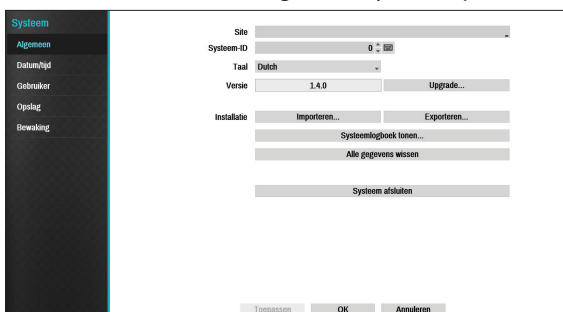 Systeem
Algemeen
Datum/tijd
Gebruiker
Opslag
Bewaking
Site
Systeem-ID 0
Taal Dutch
Versie 1.4.0 Upgrade...
Installatie Importeren... Exporteren...
Systeemlogboek tonen...
Alle gegevens wissen
Systeem afsluiten
Toepassen OK Annuleren